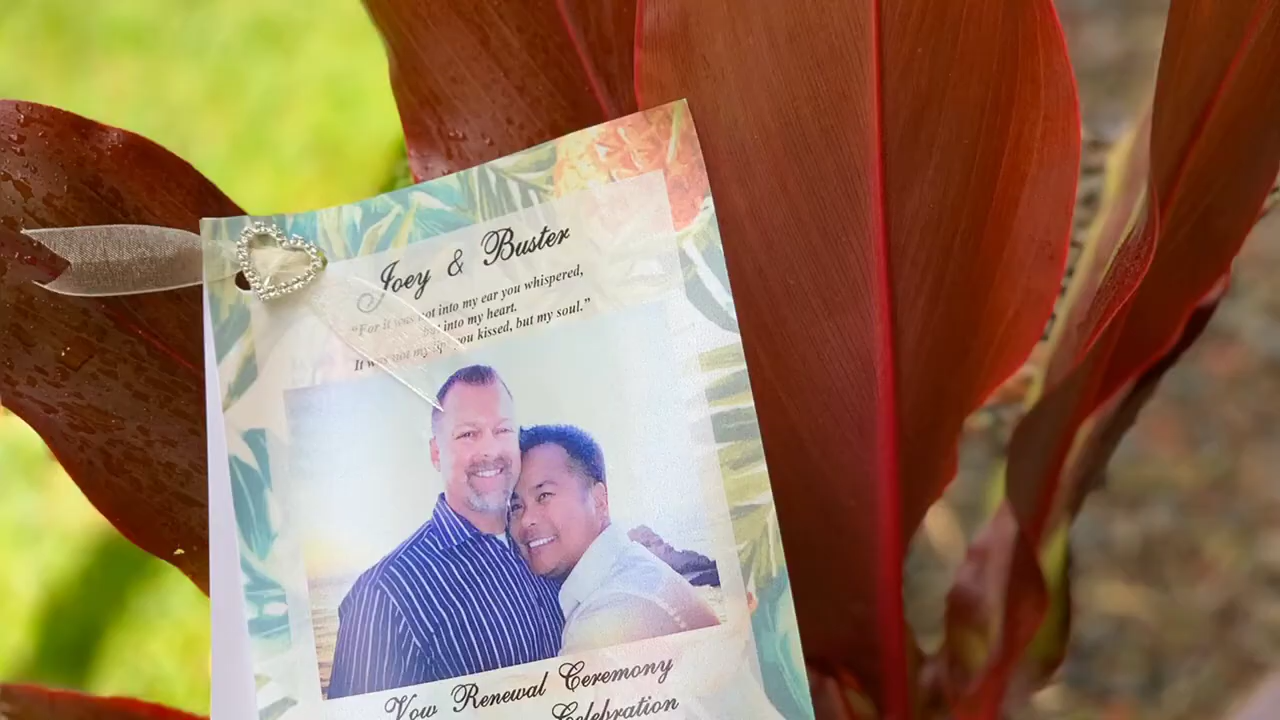 Joey & Buster
"For it was not into my ear you whispered,
but into my heart.
It was not my lips you kissed, but my soul."
Vow Renewal Ceremony
Celebration